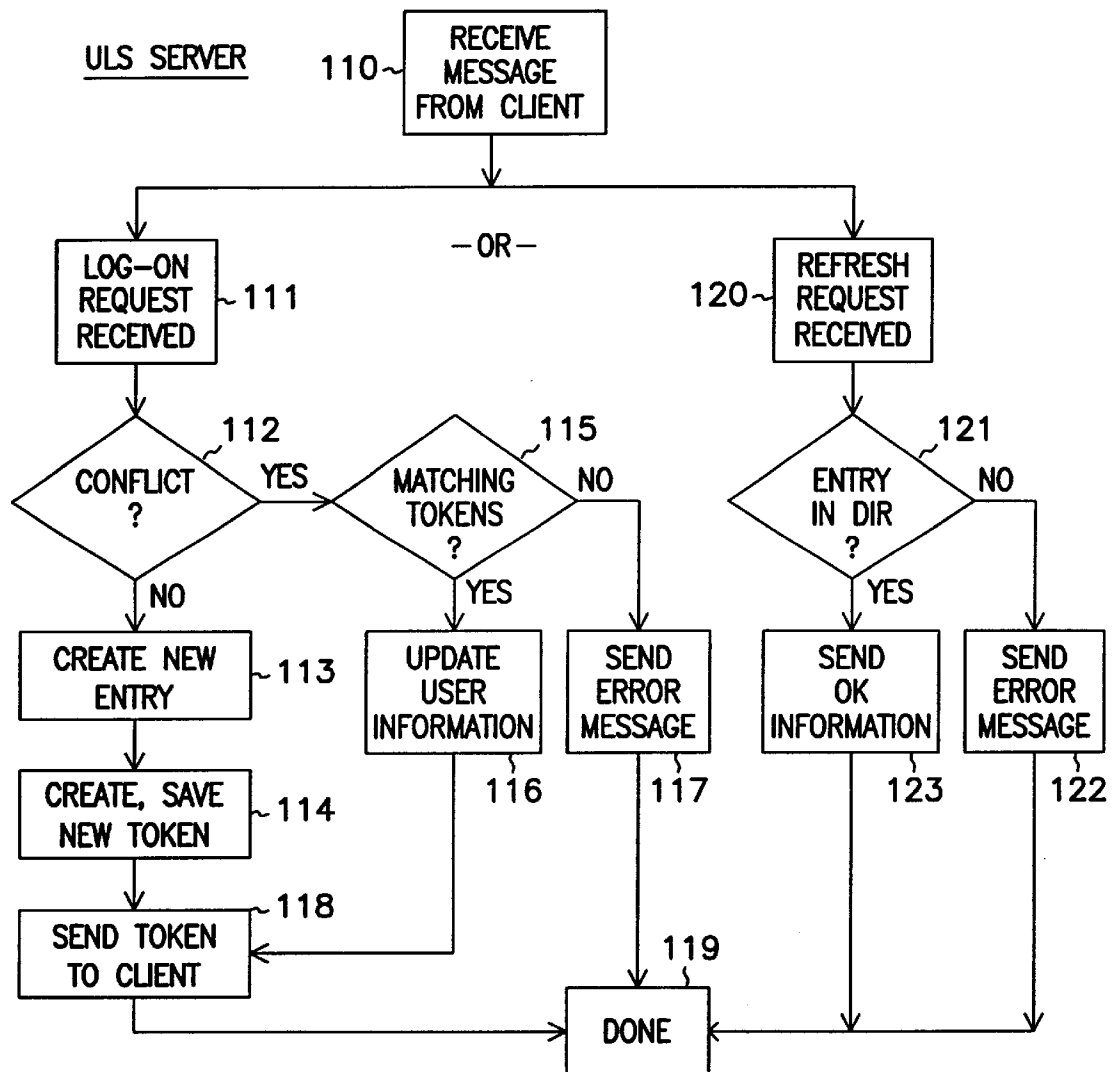 ULS SERVER
110
RECEIVE
MESSAGE
FROM CLIENT
-OR-
LOG-ON
REQUEST
RECEIVED
111
120
REFRESH
REQUEST
RECEIVED
112
CONFLICT
?
YES
NO
115
MATCHING
TOKENS
?
NO
YES
121
ENTRY
IN DIR
?
NO
YES
CREATE NEW
ENTRY
113
UPDATE
USER
INFORMATION
116
SEND
ERROR
MESSAGE
117
SEND
OK
INFORMATION
123
SEND
ERROR
MESSAGE
122
CREATE, SAVE
NEW TOKEN
114
118
SEND TOKEN
TO CLIENT
119
DONE